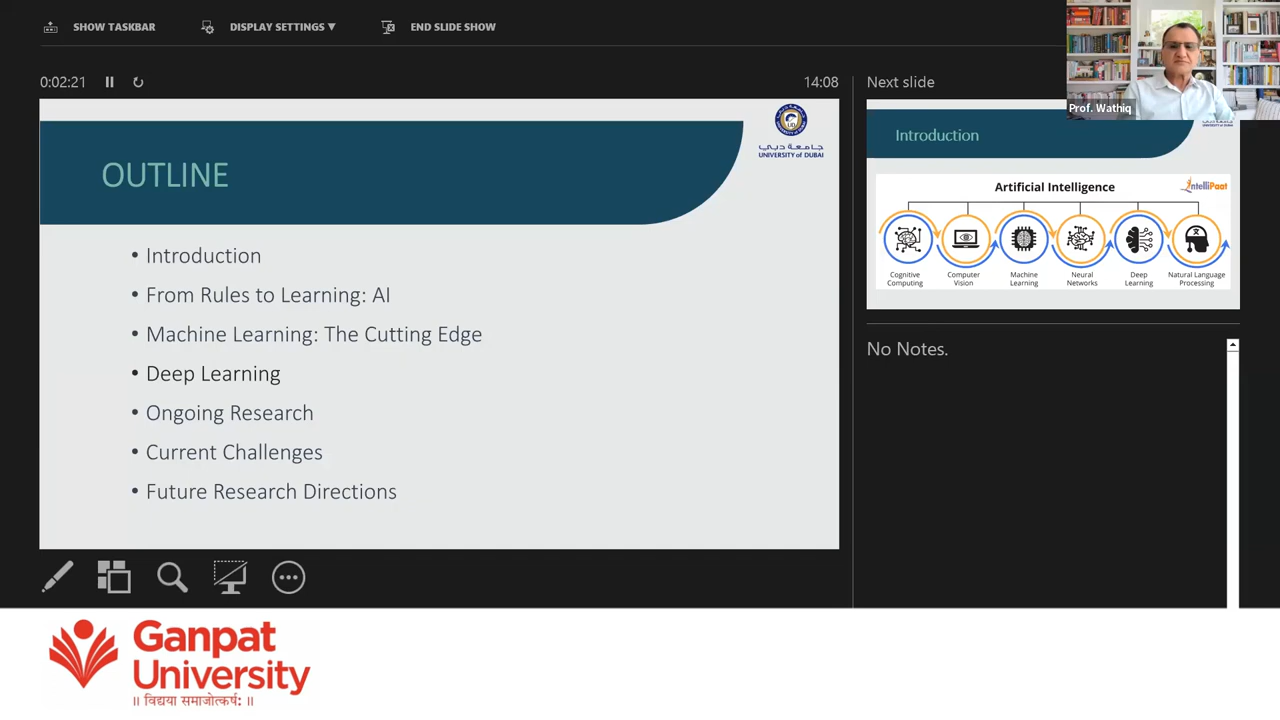 SHOW TASKBAR
DISPLAY SETTINGS ▼
END SLIDE SHOW
0:02:21
14:08
Next slide
Prof. Wathiq
OUTLINE
جامعة دبي
UNIVERSITY of DUBAI
• Introduction
• From Rules to Learning: AI
• Machine Learning: The Cutting Edge
• Deep Learning
• Ongoing Research
• Current Challenges
• Future Research Directions
Introduction
Artificial Intelligence
IntelliPaat
Cognitive
Computing
Computer
Vision
Machine
Learning
Neural
Networks
Deep
Learning
Natural Language
Processing
No Notes.
Ganpat
University
॥ विद्यया समाजोत्कर्षः ॥